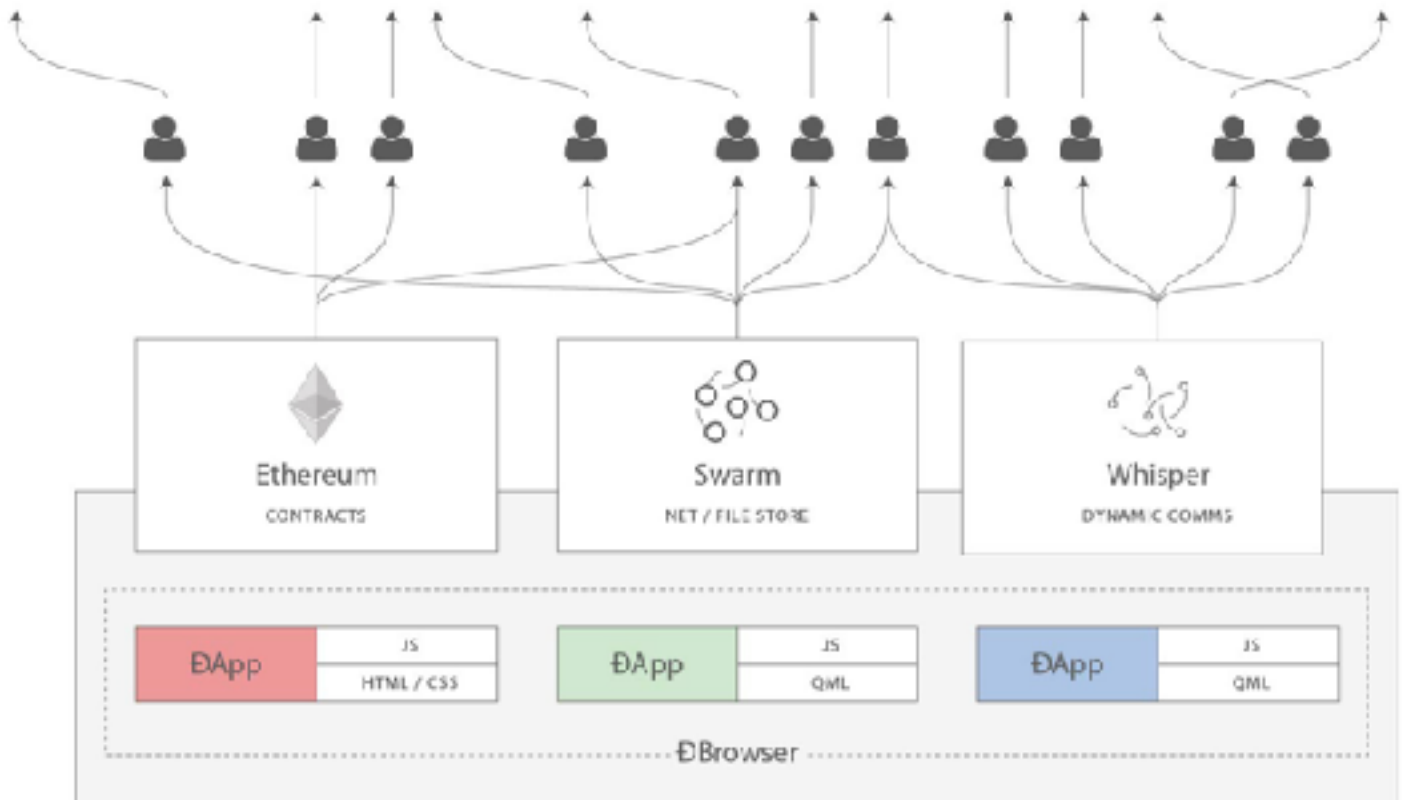 Ethereum
CONTRACTS
Swarm
NET / FILE STORE
Whisper
DYNAMIC COMMS
ĐApp
JS
HTML / CSS
ĐApp
JS
QML
ĐApp
JS
QML
ĐBrowser